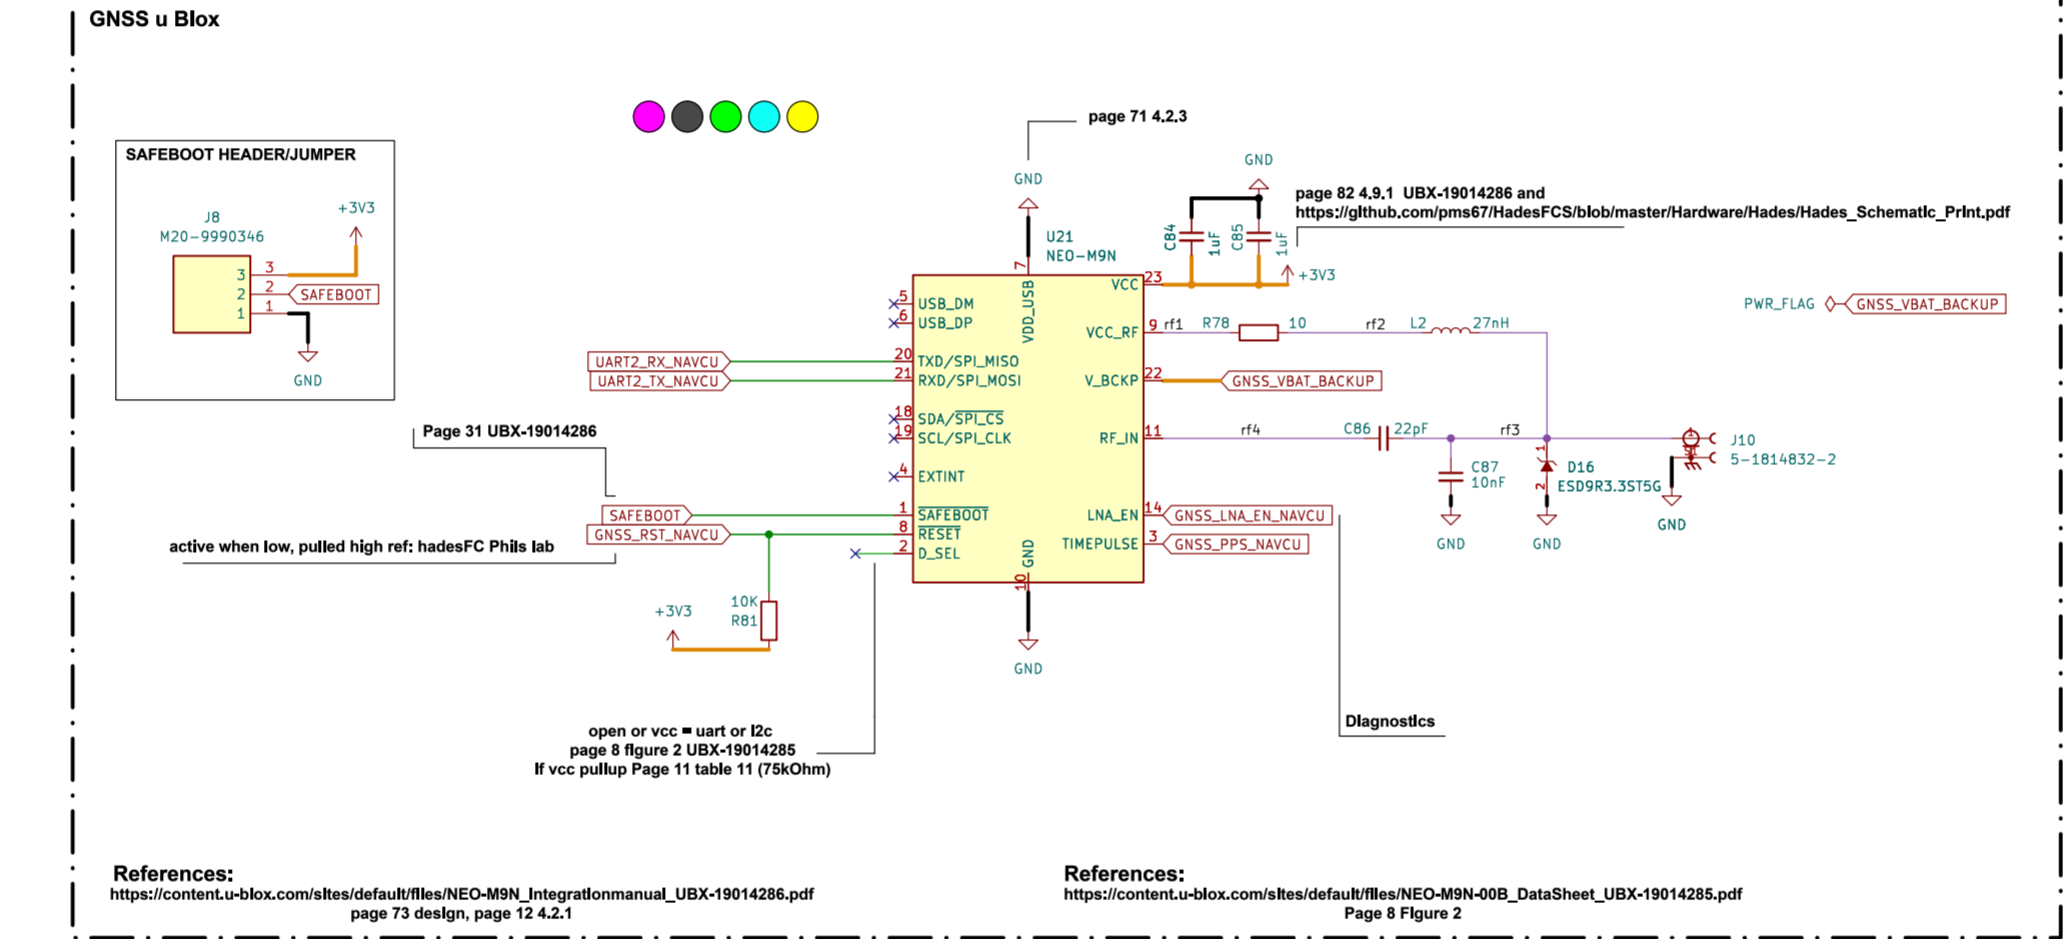 GNSS u Blox
page 71 4.2.3
SAFEBOOT HEADER/JUMPER
J8
M20-9990346
+3V3
3 3
2 2 SAFEBOOT
1 1
GND
GND
7
U21
NEO-M9N
VDD_USB
GND
C84 1uF
C85 1uF
+3V3
page 82 4.9.1 UBX-19014286 and
https://github.com/pms67/HadesFCS/blob/master/Hardware/Hades/Hades_Schematic_Print.pdf
PWR_FLAG GNSS_VBAT_BACKUP
5 USB_DM
6 USB_DP
UART2_RX_NAVCU 20 TXD/SPI_MISO
UART2_TX_NAVCU 21 RXD/SPI_MOSI
18 SDA/SPI_CS
19 SCL/SPI_CLK
4 EXTINT
Page 31 UBX-19014286
SAFEBOOT 1 SAFEBOOT
GNSS_RST_NAVCU 8 RESET
2 D_SEL
active when low, pulled high ref: hadesFC Phils lab
VCC 23
VCC_RF 9 rf1 R78 10 rf2 L2 27nH
V_BCKP 22 GNSS_VBAT_BACKUP
RF_IN 11 rf4 C86 22pF rf3
1
J10
5-1814832-2
C87
10nF
1
2
D16
ESD9R3.3ST5G
GND
GND
GND
LNA_EN 14 GNSS_LNA_EN_NAVCU
TIMEPULSE 3 GNSS_PPS_NAVCU
GND
10
GND
+3V3
10K
R81
Diagnostics
open or vcc = uart or i2c
page 8 figure 2 UBX-19014285
If vcc pullup Page 11 table 11 (75kOhm)
References:
https://content.u-blox.com/sites/default/files/NEO-M9N_Integrationmanual_UBX-19014286.pdf
page 73 design, page 12 4.2.1
References:
https://content.u-blox.com/sites/default/files/NEO-M9N-00B_DataSheet_UBX-19014285.pdf
Page 8 Figure 2